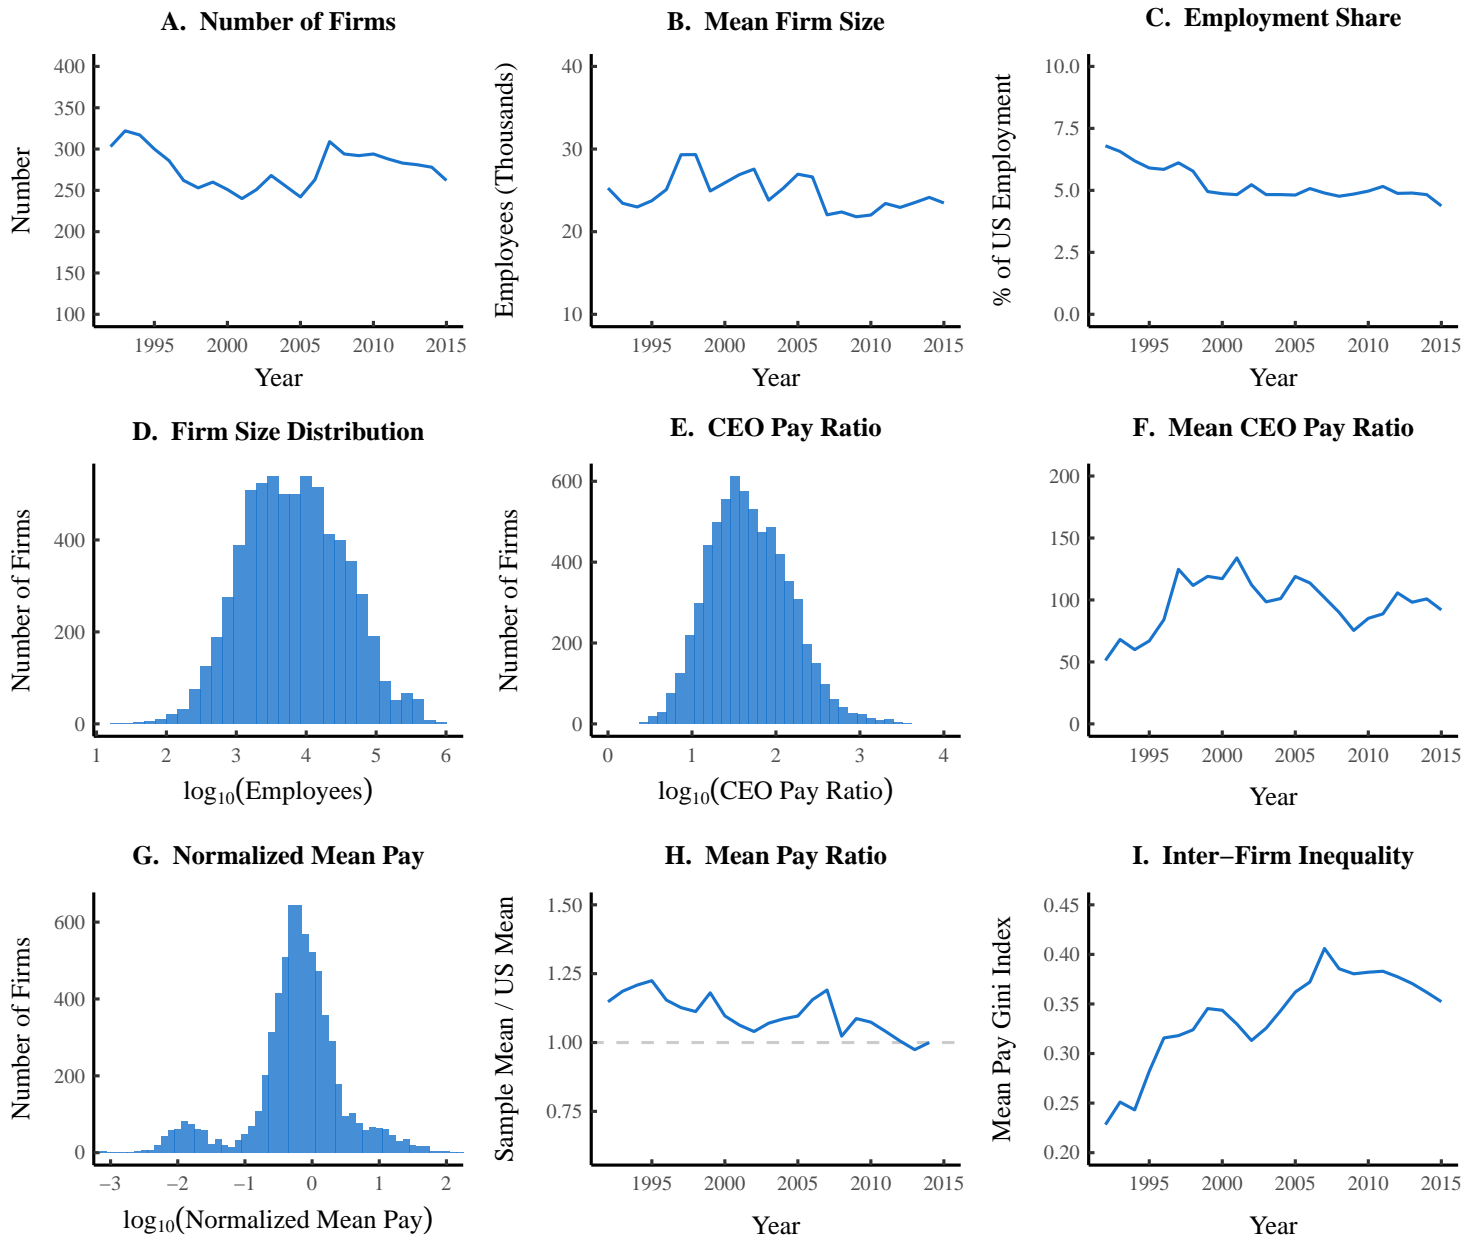 A. Number of Firms
400
350
300
250
200
150
100
Number
1995 2000 2005 2010 2015
Year
B. Mean Firm Size
40
30
20
10
Employees (Thousands)
1995 2000 2005 2010 2015
Year
C. Employment Share
10.0
7.5
5.0
2.5
0.0
% of US Employment
1995 2000 2005 2010 2015
Year
D. Firm Size Distribution
400
200
0
Number of Firms
1 2 3 4 5 6
log₁₀(Employees)
E. CEO Pay Ratio
600
400
200
0
Number of Firms
0 1 2 3 4
log₁₀(CEO Pay Ratio)
F. Mean CEO Pay Ratio
200
150
100
50
0
1995 2000 2005 2010 2015
Year
G. Normalized Mean Pay
600
400
200
0
Number of Firms
−3 −2 −1 0 1 2
log₁₀(Normalized Mean Pay)
H. Mean Pay Ratio
1.50
1.25
1.00
0.75
Sample Mean / US Mean
1995 2000 2005 2010 2015
Year
I. Inter−Firm Inequality
0.45
0.40
0.35
0.30
0.25
0.20
Mean Pay Gini Index
1995 2000 2005 2010 2015
Year